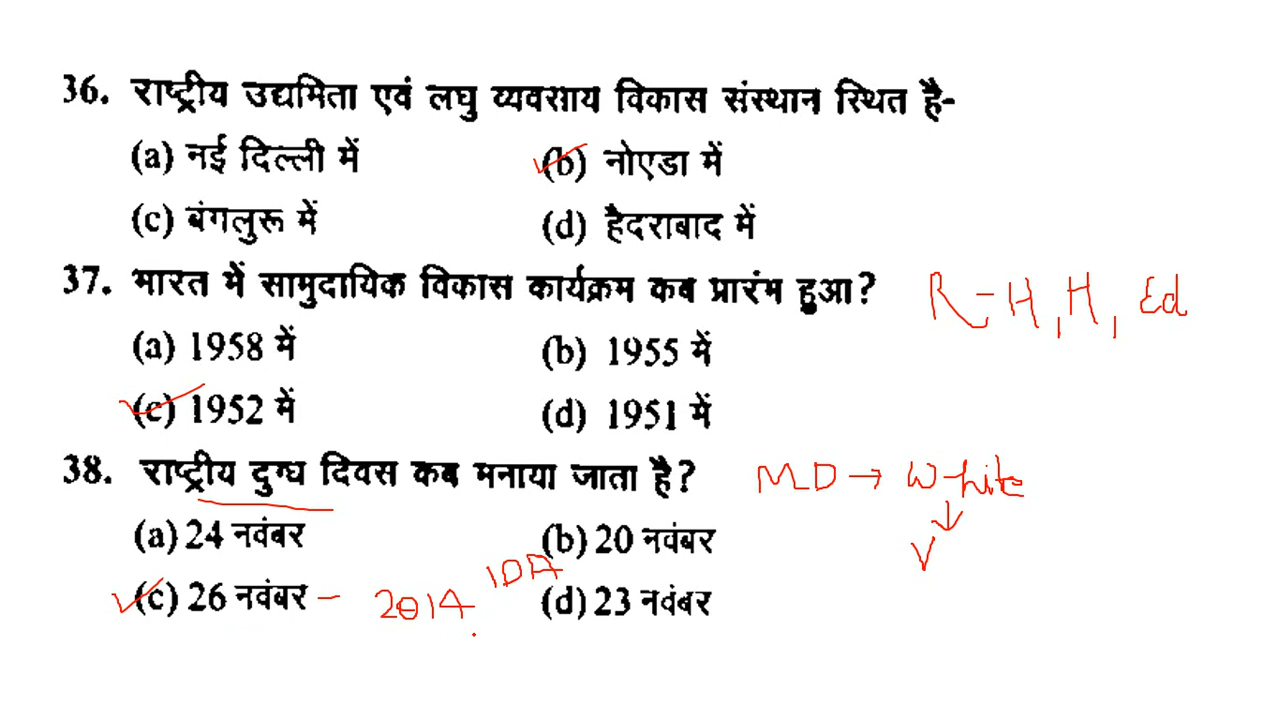 36. राष्ट्रीय उद्यमिता एवं लघु व्यवसाय विकास संस्थान स्थित है-
(a) नई दिल्ली में (b) नोएडा में
(c) बंगलुरू में (d) हैदराबाद में
37. भारत में सामुदायिक विकास कार्यक्रम कब प्रारंम हुआ? R - H, H, Ed
(a) 1958 में (b) 1955 में
(c) 1952 में (d) 1951 में
38. राष्ट्रीय दुग्ध दिवस कब मनाया जाता है? MD → White
(a) 24 नवंबर (b) 20 नवंबर ↓ V
(c) 26 नवंबर - 2014 IDA (d) 23 नवंबर